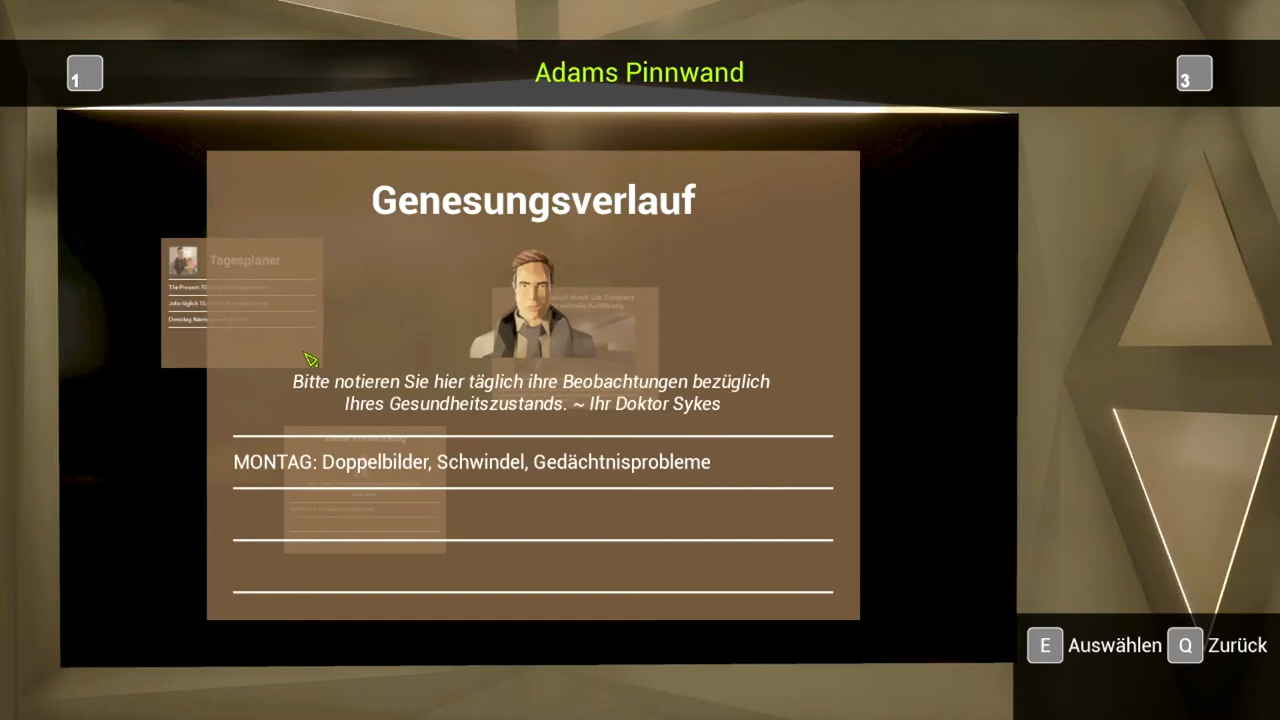 Adams Pinnwand
1
3
Genesungsverlauf
Tagesplaner
Bitte notieren Sie hier täglich ihre Beobachtungen bezüglich
Ihres Gesundheitszustands. ~ Ihr Doktor Sykes
MONTAG: Doppelbilder, Schwindel, Gedächtnisprobleme
E Auswählen Q Zurück